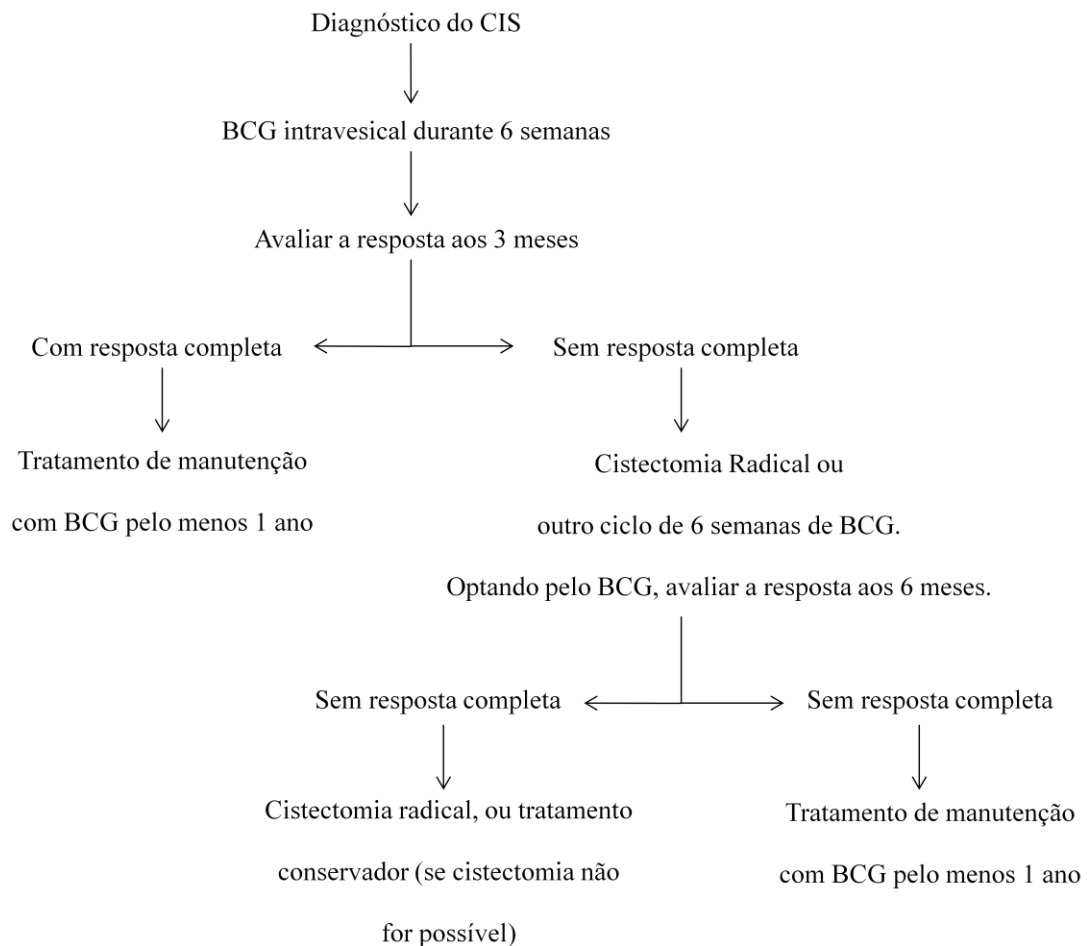 Diagnóstico do CIS
BCG intravesical durante 6 semanas
Avaliar a resposta aos 3 meses
Com resposta completa
Sem resposta completa
Tratamento de manutenção
com BCG pelo menos 1 ano
Cistectomia Radical ou
outro ciclo de 6 semanas de BCG.
Optando pelo BCG, avaliar a resposta aos 6 meses.
Sem resposta completa
Sem resposta completa
Cistectomia radical, ou tratamento
conservador (se cistectomia não
for possível)
Tratamento de manutenção
com BCG pelo menos 1 ano